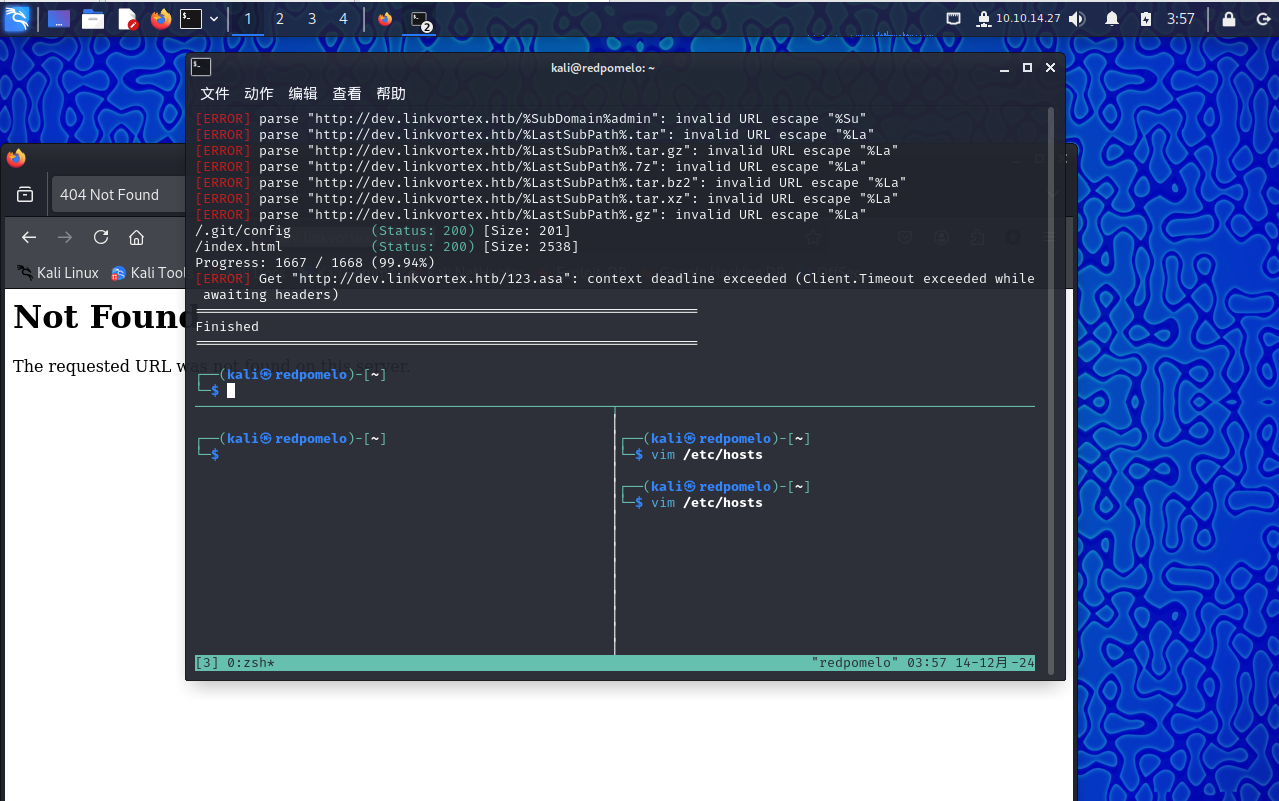 1 2 3 4 2 10.10.14.27 3:57
kali@redpomelo: ~
文件 动作 编辑 查看 帮助
[ERROR] parse "http://dev.linkvortex.htb/%SubDomain%admin": invalid URL escape "%Su"
[ERROR] parse "http://dev.linkvortex.htb/%LastSubPath%.tar": invalid URL escape "%La"
[ERROR] parse "http://dev.linkvortex.htb/%LastSubPath%.tar.gz": invalid URL escape "%La"
[ERROR] parse "http://dev.linkvortex.htb/%LastSubPath%.7z": invalid URL escape "%La"
[ERROR] parse "http://dev.linkvortex.htb/%LastSubPath%.tar.bz2": invalid URL escape "%La"
[ERROR] parse "http://dev.linkvortex.htb/%LastSubPath%.tar.xz": invalid URL escape "%La"
[ERROR] parse "http://dev.linkvortex.htb/%LastSubPath%.gz": invalid URL escape "%La"
/.git/config (Status: 200) [Size: 201]
/index.html (Status: 200) [Size: 2538]
Progress: 1667 / 1668 (99.94%)
[ERROR] Get "http://dev.linkvortex.htb/123.asa": context deadline exceeded (Client.Timeout exceeded while
awaiting headers)
===============================================================
Finished
===============================================================
┌──(kali㉿redpomelo)-[~]
└─$
┌──(kali㉿redpomelo)-[~]
└─$
┌──(kali㉿redpomelo)-[~]
└─$ vim /etc/hosts
┌──(kali㉿redpomelo)-[~]
└─$ vim /etc/hosts
[3] 0:zsh* "redpomelo" 03:57 14-12月-24
404 Not Found
Kali Linux Kali Tools
Not Found
The requested URL was not found on this server.